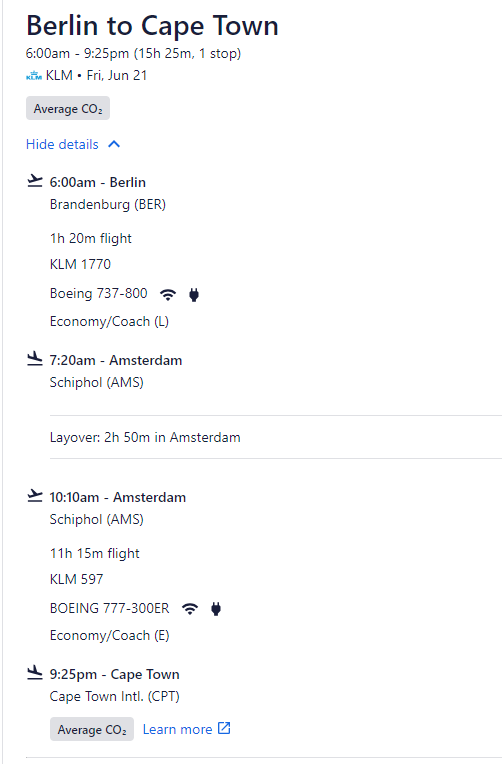 Berlin to Cape Town
6:00am - 9:25pm (15h 25m, 1 stop)
KLM KLM • Fri, Jun 21
Average CO₂
Hide details
6:00am - Berlin
Brandenburg (BER)
1h 20m flight
KLM 1770
Boeing 737-800
Economy/Coach (L)
7:20am - Amsterdam
Schiphol (AMS)
Layover: 2h 50m in Amsterdam
10:10am - Amsterdam
Schiphol (AMS)
11h 15m flight
KLM 597
BOEING 777-300ER
Economy/Coach (E)
9:25pm - Cape Town
Cape Town Intl. (CPT)
Average CO₂ Learn more